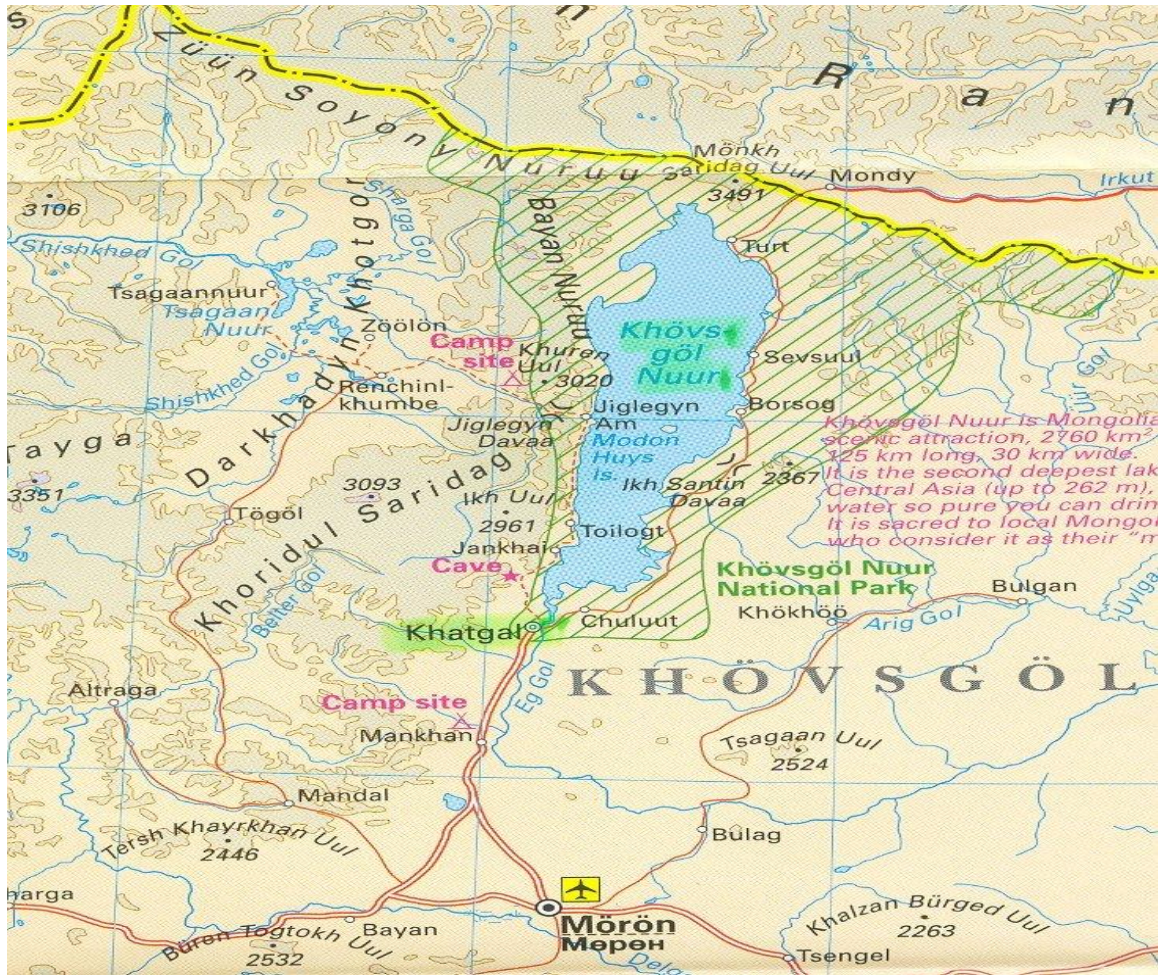 s
n
Züün Soyony Nuruu
R a n
Mönkh
Saridag Uul
3491
Mondy
Irkut
3106
Shishkhed Gol
Sharga Gol
Bayan Nuruu
Turt
Tsagaannuur
Tsagaan
Nuur
Zöölön
Darkhadyn Khotgor
Camp
site
Khuren
Uul
3020
Khövs-
göl
Nuur
Sevsuul
Shishkhed Gol
Renchinl-
khumbe
Jiglegyn
Davaa
Jiglegyn
Am
Modon
Huys
Is.
Borsog
Uür Gol
Khövsgöl Nuur is Mongolia
scenic attraction, 2760 km²
125 km long, 30 km wide.
It is the second deepest lak
Central Asia (up to 262 m),
water so pure you can drin
It is sacred to local Mongol
who consider it as their "m
Tayga
3351
3093
Ikh Uul
2961
Ikh Santin
Davaa
2367
Tögöl
Khoridul Saridag
Toilogt
Jankhai
Cave
Belter Gol
Khövsgöl Nuur
National Park
Bulgan
Khatgal
Chuluut
Khökhöö
Arig Gol
Uylga
KHÖVSGÖL
Eg Gol
Altraga
Camp site
Mankhan
Tsagaan Uul
2524
Mandal
Tersh Khayrkhan Uul
2446
Bulag
harga
Mörön
Мөрөн
Bayan
Büren Togtokh Uul
2532
Khalzan Bürged Uul
2263
Tsengel
Delg